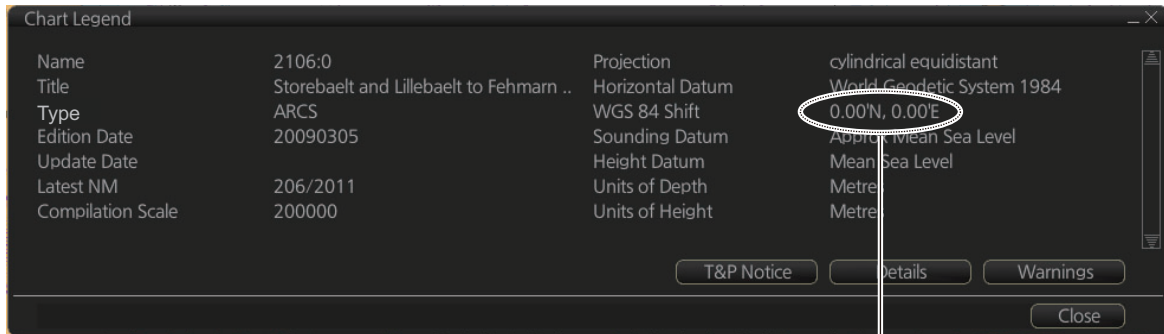 Chart Legend
Name 2106:0 Projection cylindrical equidistant
Title Storebaelt and Lillebaelt to Fehmarn .. Horizontal Datum World Geodetic System 1984
Type ARCS WGS 84 Shift 0.00'N, 0.00'E
Edition Date 20090305 Sounding Datum Approx Mean Sea Level
Update Date Height Datum Mean Sea Level
Latest NM 206/2011 Units of Depth Metres
Compilation Scale 200000 Units of Height Metres
T&P Notice Details Warnings
Close